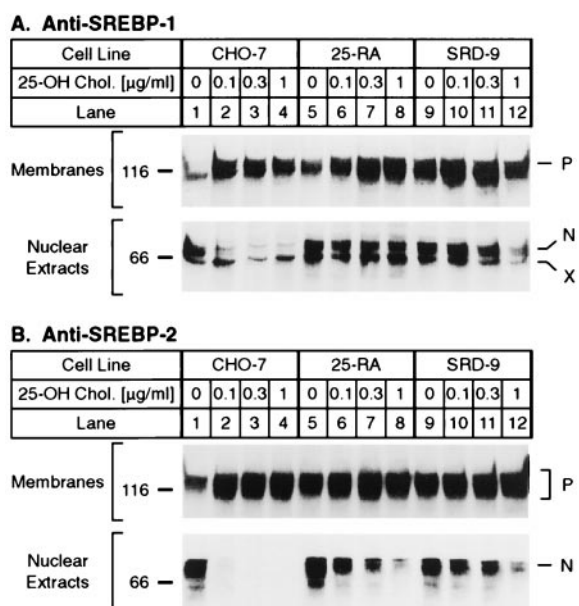 A. Anti-SREBP-1
Cell Line CHO-7 25-RA SRD-9
25-OH Chol. [µg/ml] 0 0.1 0.3 1 0 0.1 0.3 1 0 0.1 0.3 1
Lane 1 2 3 4 5 6 7 8 9 10 11 12
Membranes 116 P
Nuclear Extracts 66 N X
B. Anti-SREBP-2
Cell Line CHO-7 25-RA SRD-9
25-OH Chol. [µg/ml] 0 0.1 0.3 1 0 0.1 0.3 1 0 0.1 0.3 1
Lane 1 2 3 4 5 6 7 8 9 10 11 12
Membranes 116 P
Nuclear Extracts 66 N